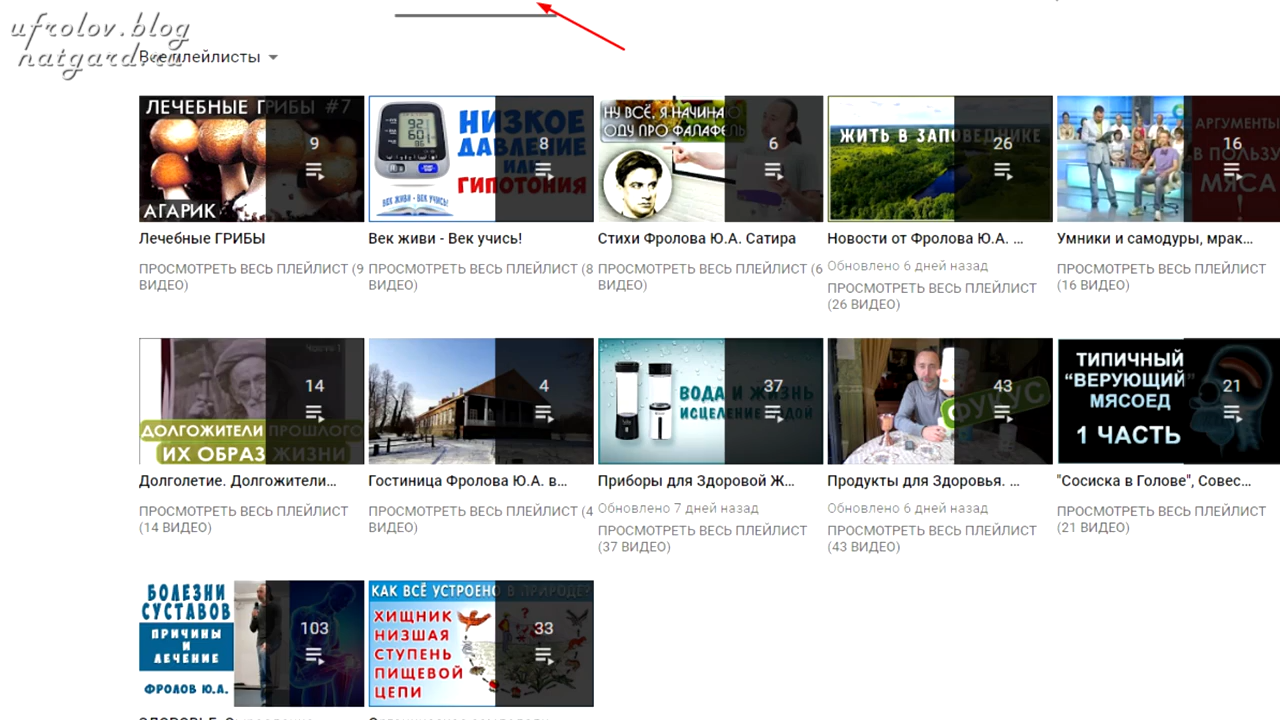 ufrolov.blog
natgard.ru
Все плейлисты
ЛЕЧЕБНЫЕ ГРИБЫ #7
АГАРИК
9
Лечебные ГРИБЫ
ПРОСМОТРЕТЬ ВЕСЬ ПЛЕЙЛИСТ (9
ВИДЕО)
НИЗКОЕ
ДАВЛЕНИЕ
ИЛИ
ГИПОТОНИЯ
ВЕК ЖИВИ - ВЕК УЧИСЬ!
8
Век живи - Век учись!
ПРОСМОТРЕТЬ ВЕСЬ ПЛЕЙЛИСТ (8
ВИДЕО)
НУ ВСЁ, Я НАЧИНАЮ
ОДУ ПРО ФАЛАФЕЛЬ
6
Стихи Фролова Ю.А. Сатира
ПРОСМОТРЕТЬ ВЕСЬ ПЛЕЙЛИСТ (6
ВИДЕО)
ЖИТЬ В ЗАПОВЕДНИКЕ
26
Новости от Фролова Ю.А. ...
Обновлено 6 дней назад
ПРОСМОТРЕТЬ ВЕСЬ ПЛЕЙЛИСТ
(26 ВИДЕО)
АРГУМЕНТЫ
В ПОЛЬЗУ
МЯСА
!
16
Умники и самодуры, мрак...
ПРОСМОТРЕТЬ ВЕСЬ ПЛЕЙЛИСТ
(16 ВИДЕО)
Часть 1
ДОЛГОЖИТЕЛИ ПРОШЛОГО
ИХ ОБРАЗ ЖИЗНИ
14
Долголетие. Долгожители...
ПРОСМОТРЕТЬ ВЕСЬ ПЛЕЙЛИСТ
(14 ВИДЕО)
4
Гостиница Фролова Ю.А. в...
ПРОСМОТРЕТЬ ВЕСЬ ПЛЕЙЛИСТ (4
ВИДЕО)
ВОДА И ЖИЗНЬ
ИСЦЕЛЕНИЕ ВОДОЙ
37
Приборы для Здоровой Ж...
Обновлено 7 дней назад
ПРОСМОТРЕТЬ ВЕСЬ ПЛЕЙЛИСТ
(37 ВИДЕО)
ФУКУС
43
Продукты для Здоровья. ...
Обновлено 6 дней назад
ПРОСМОТРЕТЬ ВЕСЬ ПЛЕЙЛИСТ
(43 ВИДЕО)
ТИПИЧНЫЙ
"ВЕРУЮЩИЙ"
МЯСОЕД
1 ЧАСТЬ
21
"Сосиска в Голове", Совес...
ПРОСМОТРЕТЬ ВЕСЬ ПЛЕЙЛИСТ
(21 ВИДЕО)
БОЛЕЗНИ
СУСТАВОВ
ПРИЧИНЫ
И
ЛЕЧЕНИЕ
ФРОЛОВ Ю.А.
103
КАК ВСЁ УСТРОЕНО В ПРИРОДЕ?
ХИЩНИК
НИЗШАЯ
СТУПЕНЬ
ПИЩЕВОЙ
ЦЕПИ
33